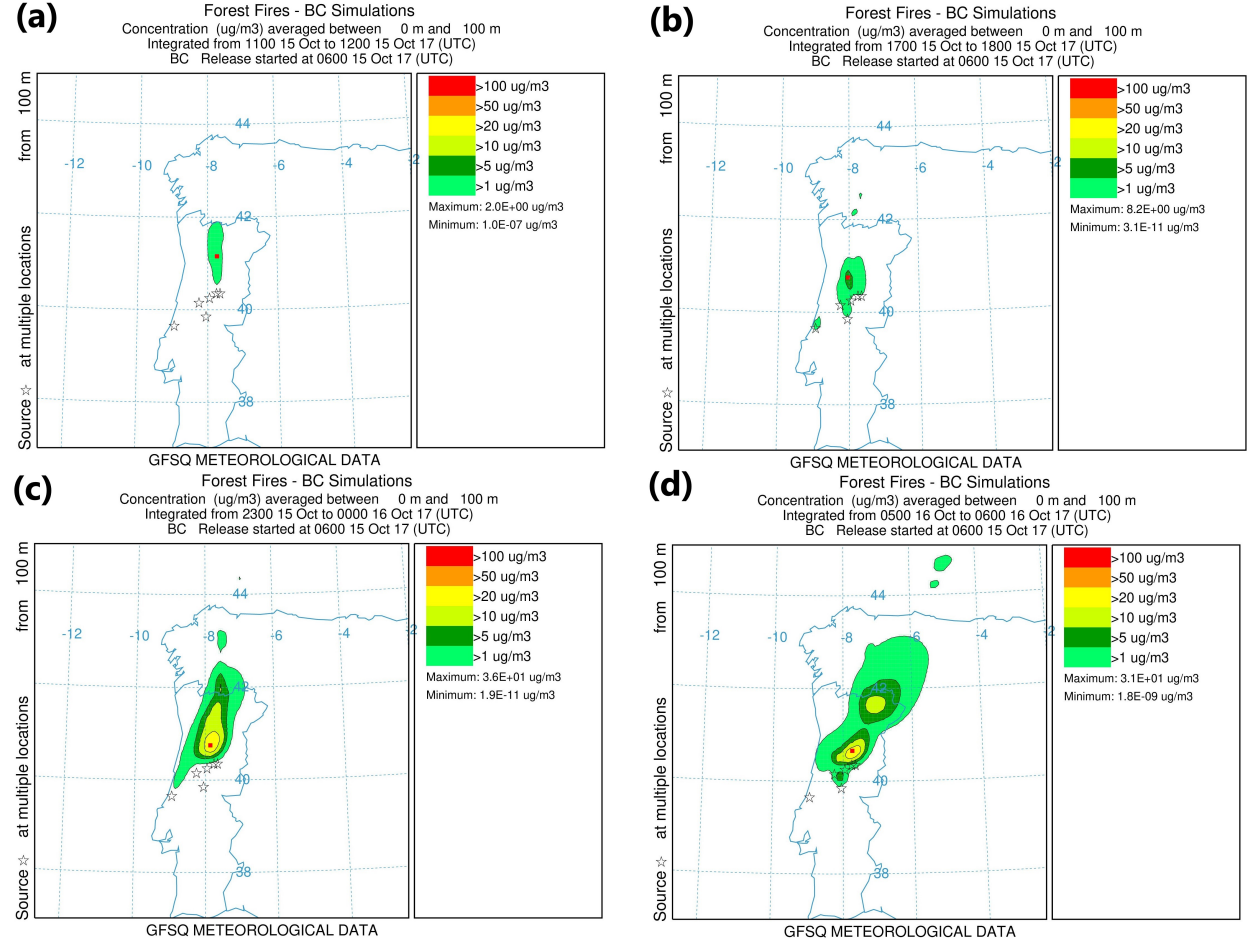 (a)
Forest Fires - BC Simulations
Concentration (ug/m3) averaged between 0 m and 100 m
Integrated from 1100 15 Oct to 1200 15 Oct 17 (UTC)
BC Release started at 0600 15 Oct 17 (UTC)
Source ☆ at multiple locations from 100 m
44
-12
-10
-8
-6
-4
-2
42
40
38
>100 ug/m3
>50 ug/m3
>20 ug/m3
>10 ug/m3
>5 ug/m3
>1 ug/m3
Maximum: 2.0E+00 ug/m3
Minimum: 1.0E-07 ug/m3
GFSQ METEOROLOGICAL DATA
(b)
Forest Fires - BC Simulations
Concentration (ug/m3) averaged between 0 m and 100 m
Integrated from 1700 15 Oct to 1800 15 Oct 17 (UTC)
BC Release started at 0600 15 Oct 17 (UTC)
Source ☆ at multiple locations from 100 m
44
-12
-10
-8
-6
-4
-2
42
40
38
>100 ug/m3
>50 ug/m3
>20 ug/m3
>10 ug/m3
>5 ug/m3
>1 ug/m3
Maximum: 8.2E+00 ug/m3
Minimum: 3.1E-11 ug/m3
GFSQ METEOROLOGICAL DATA
(c)
Forest Fires - BC Simulations
Concentration (ug/m3) averaged between 0 m and 100 m
Integrated from 2300 15 Oct to 0000 16 Oct 17 (UTC)
BC Release started at 0600 15 Oct 17 (UTC)
Source ☆ at multiple locations from 100 m
44
-12
-10
-8
-6
-4
-2
42
40
38
>100 ug/m3
>50 ug/m3
>20 ug/m3
>10 ug/m3
>5 ug/m3
>1 ug/m3
Maximum: 3.6E+01 ug/m3
Minimum: 1.9E-11 ug/m3
GFSQ METEOROLOGICAL DATA
(d)
Forest Fires - BC Simulations
Concentration (ug/m3) averaged between 0 m and 100 m
Integrated from 0500 16 Oct to 0600 16 Oct 17 (UTC)
BC Release started at 0600 15 Oct 17 (UTC)
Source ☆ at multiple locations from 100 m
44
-12
-10
-8
-6
-4
-2
42
40
38
>100 ug/m3
>50 ug/m3
>20 ug/m3
>10 ug/m3
>5 ug/m3
>1 ug/m3
Maximum: 3.1E+01 ug/m3
Minimum: 1.8E-09 ug/m3
GFSQ METEOROLOGICAL DATA